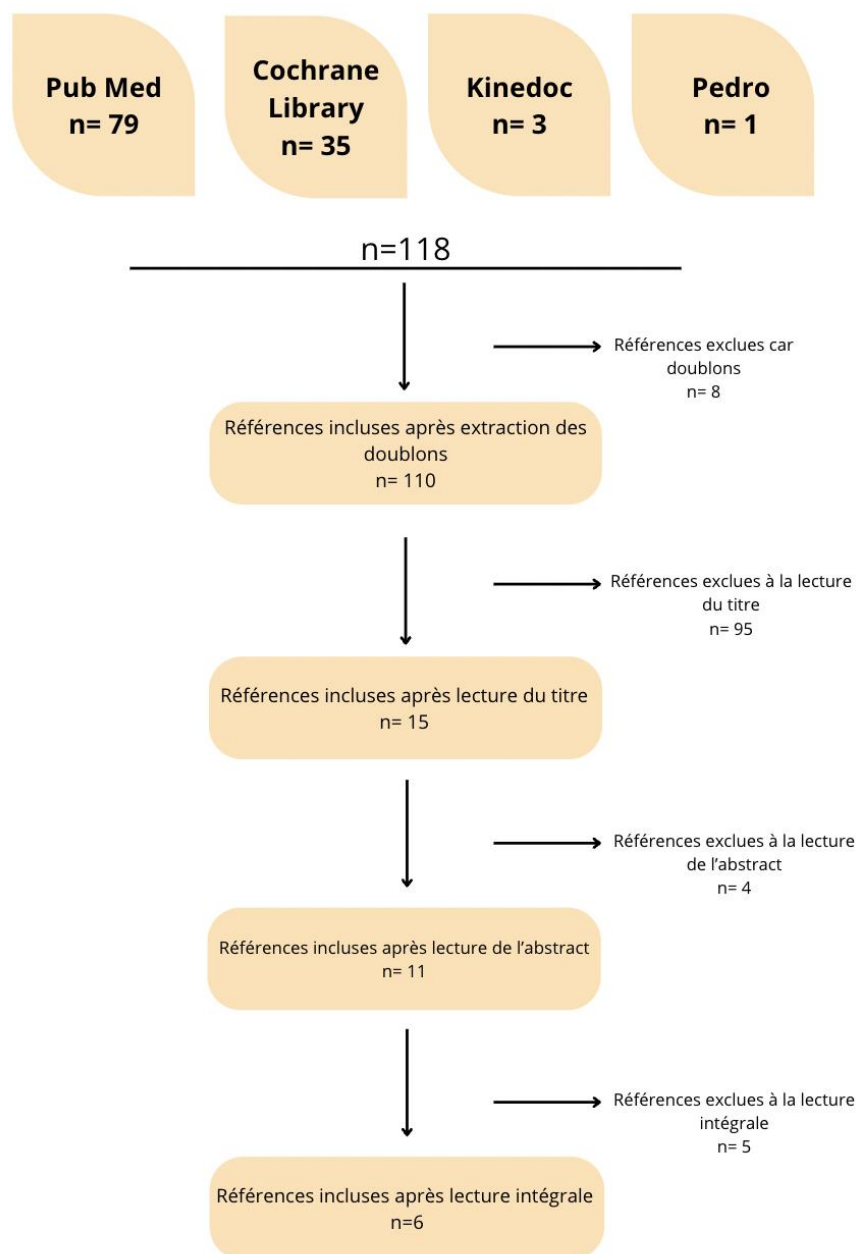 Pub Med
n= 79
Cochrane
Library
n= 35
Kinedoc
n= 3
Pedro
n= 1
n=118
Références exclues car
doublons
n= 8
Références incluses après extraction des
doublons
n= 110
Références exclues à la lecture
du titre
n= 95
Références incluses après lecture du titre
n= 15
Références exclues à la lecture
de l’abstract
n= 4
Références incluses après lecture de l’abstract
n= 11
Références exclues à la lecture
intégrale
n= 5
Références incluses après lecture intégrale
n=6